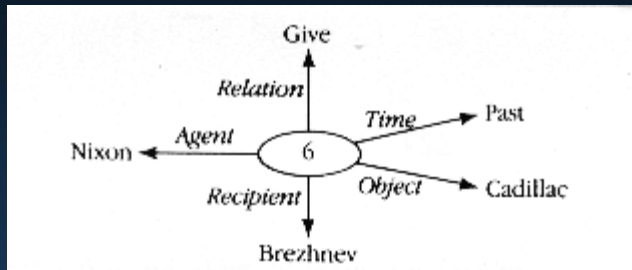 Give
Relation
Time
Past
Agent
Nixon
6
Recipient
Object
Cadillac
Brezhnev